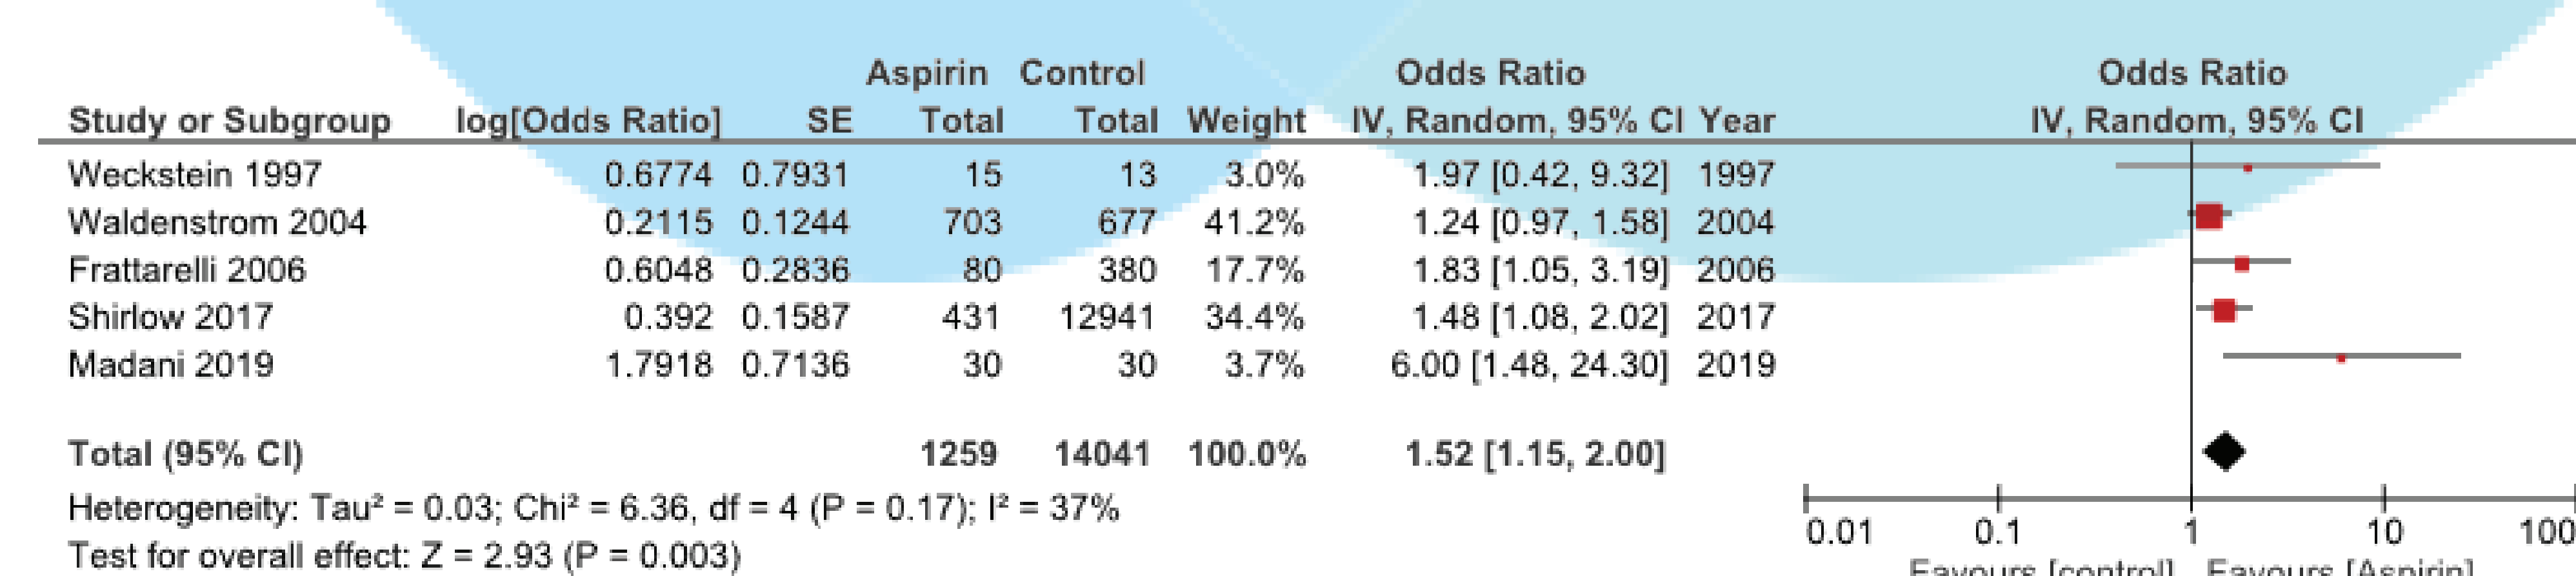 Aspirin Control Odds Ratio Odds Ratio
Study or Subgroup log[Odds Ratio] SE Total Total Weight IV, Random, 95% CI Year IV, Random, 95% CI
Weckstein 1997 0.6774 0.7931 15 13 3.0% 1.97 [0.42, 9.32] 1997
Waldenstrom 2004 0.2115 0.1244 703 677 41.2% 1.24 [0.97, 1.58] 2004
Frattarelli 2006 0.6048 0.2836 80 380 17.7% 1.83 [1.05, 3.19] 2006
Shirlow 2017 0.392 0.1587 431 12941 34.4% 1.48 [1.08, 2.02] 2017
Madani 2019 1.7918 0.7136 30 30 3.7% 6.00 [1.48, 24.30] 2019
Total (95% CI) 1259 14041 100.0% 1.52 [1.15, 2.00]
Heterogeneity: Tau² = 0.03; Chi² = 6.36, df = 4 (P = 0.17); I² = 37%
Test for overall effect: Z = 2.93 (P = 0.003)
0.01 0.1 1 10 100
Favours [control] Favours [Aspirin]